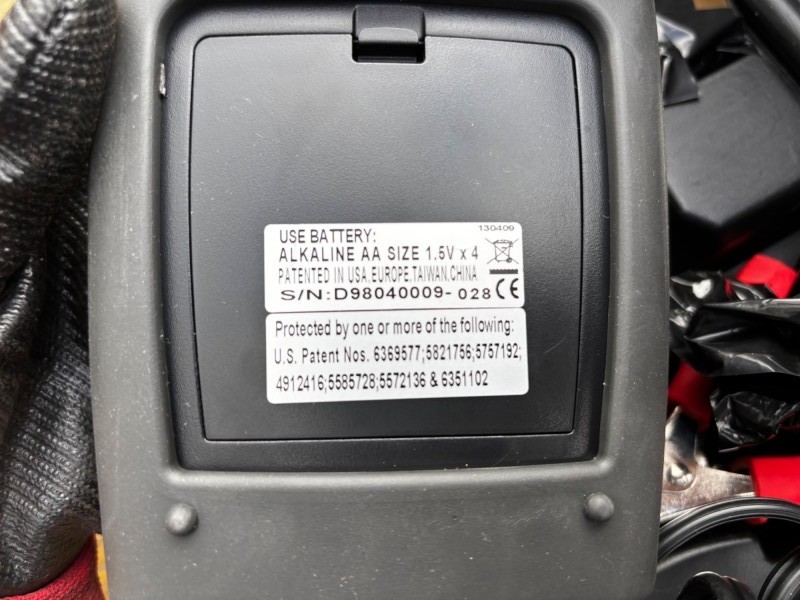 130409
USE BATTERY:
ALKALINE AA SIZE 1.5V x 4
PATENTED IN USA,EUROPE,TAIWAN,CHINA
S/N:D98040009-028 CE
Protected by one or more of the following:
U.S. Patent Nos. 6369577;5821756;5757192;
4912416;5585728;5572136 & 6351102